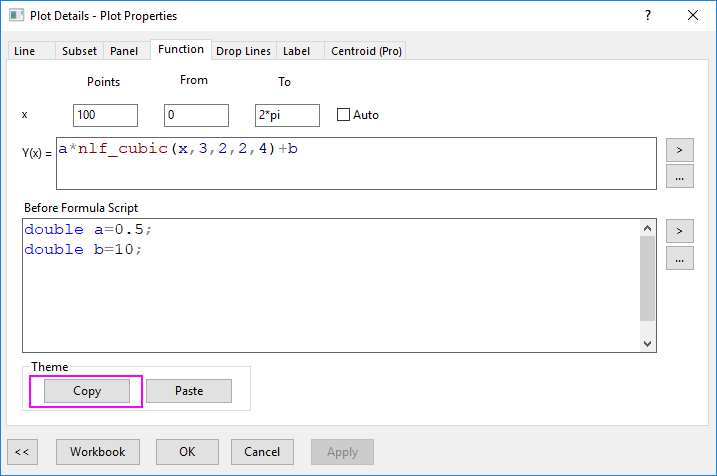 Plot Details - Plot Properties
?
Line Subset Panel Function Drop Lines Label Centroid (Pro)
Points From To
x 100 0 2*pi Auto
Y(x) = a*nlf_cubic(x,3,2,2,4)+b >
...
Before Formula Script
double a=0.5; >
double b=10; ...
Theme
Copy Paste
<< Workbook OK Cancel Apply